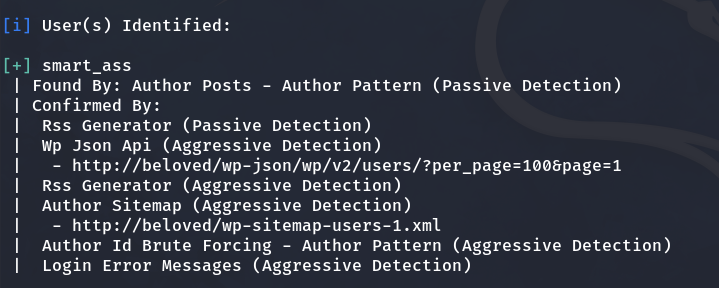 [i] User(s) Identified:
[+] smart_ass
| Found By: Author Posts - Author Pattern (Passive Detection)
| Confirmed By:
|  Rss Generator (Passive Detection)
|  Wp Json Api (Aggressive Detection)
|   - http://beloved/wp-json/wp/v2/users/?per_page=100&page=1
|  Rss Generator (Aggressive Detection)
|  Author Sitemap (Aggressive Detection)
|   - http://beloved/wp-sitemap-users-1.xml
|  Author Id Brute Forcing - Author Pattern (Aggressive Detection)
|  Login Error Messages (Aggressive Detection)